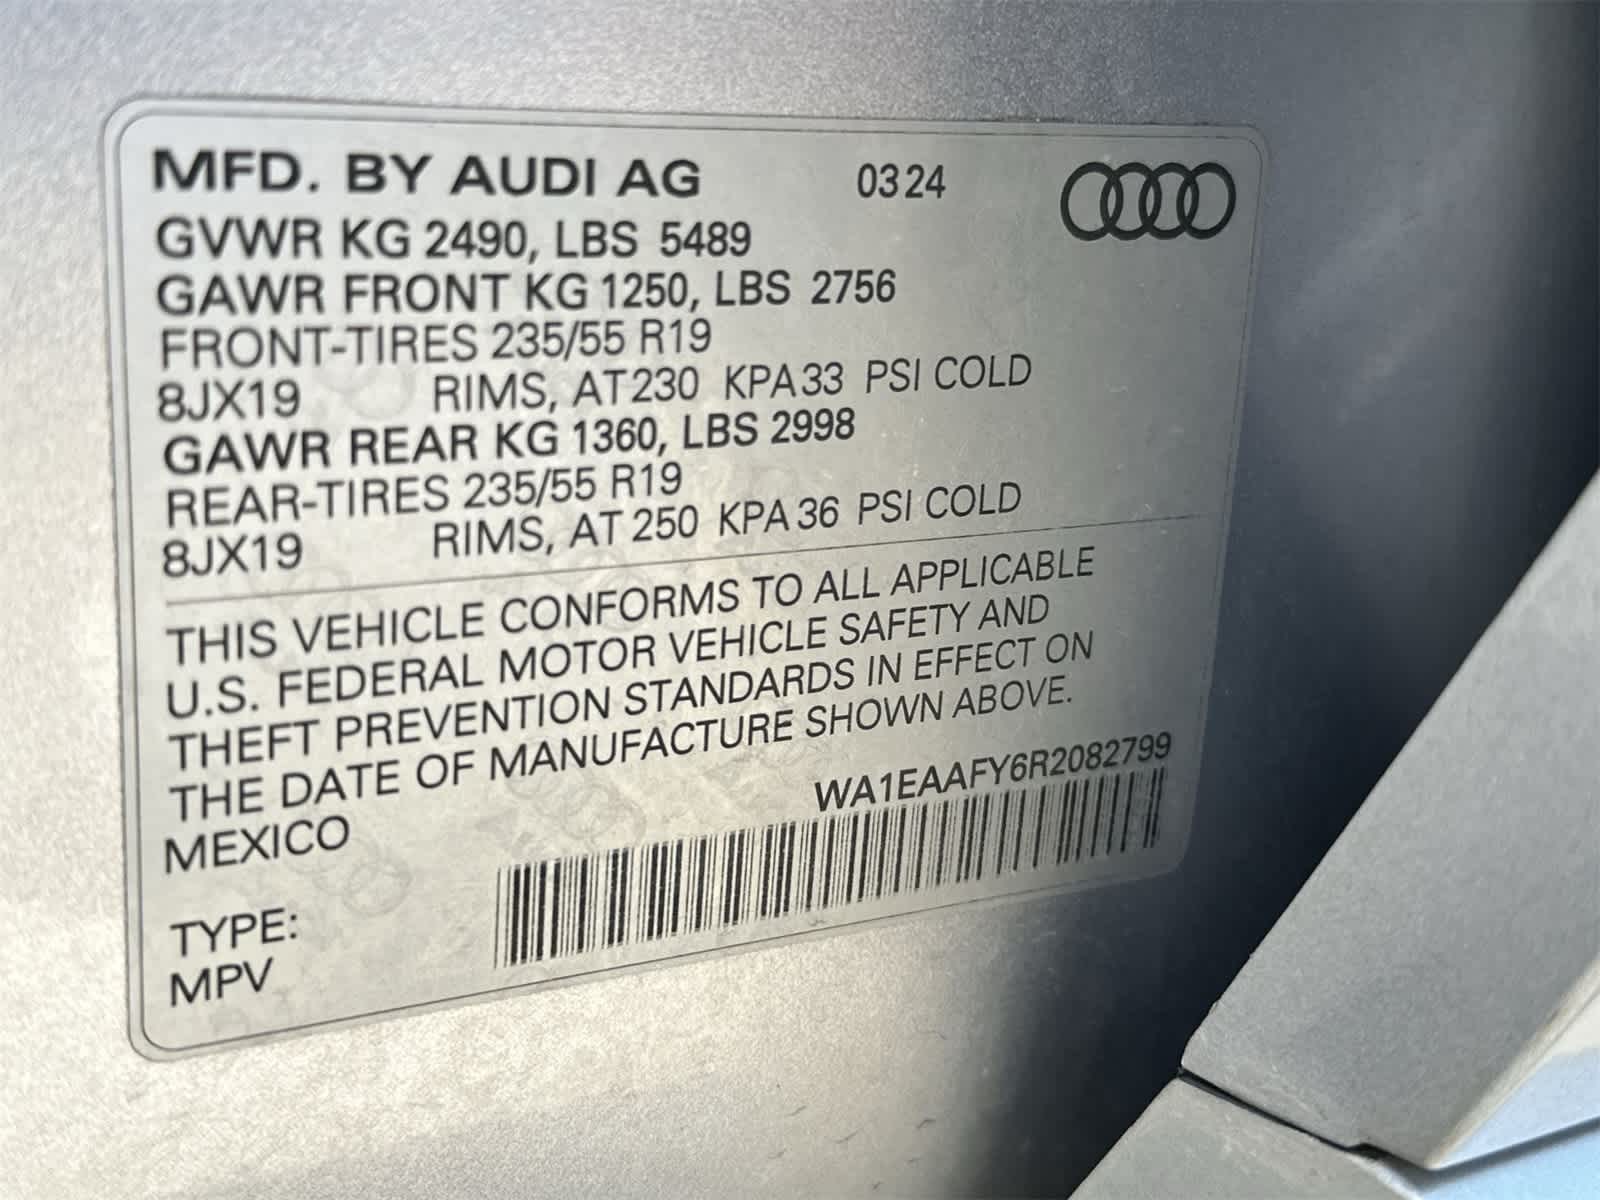 MFD. BY AUDI AG 0324
GVWR KG 2490, LBS 5489
GAWR FRONT KG 1250, LBS 2756
FRONT-TIRES 235/55 R19
8JX19 RIMS, AT 230 KPA 33 PSI COLD
GAWR REAR KG 1360, LBS 2998
REAR-TIRES 235/55 R19
8JX19 RIMS, AT 250 KPA 36 PSI COLD
THIS VEHICLE CONFORMS TO ALL APPLICABLE
U.S. FEDERAL MOTOR VEHICLE SAFETY AND
THEFT PREVENTION STANDARDS IN EFFECT ON
THE DATE OF MANUFACTURE SHOWN ABOVE.
MEXICO
WA1EAAFY6R2082799
TYPE:
MPV